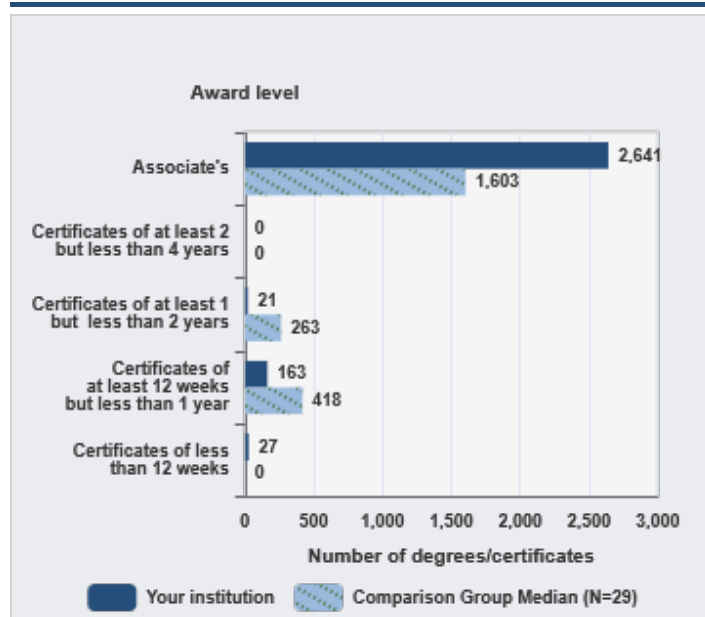 Award level
Associate's
2,641
1,603
Certificates of at least 2
but less than 4 years
0
0
Certificates of at least 1
but less than 2 years
21
263
Certificates of
at least 12 weeks
but less than 1 year
163
418
Certificates of less
than 12 weeks
27
0
0 500 1,000 1,500 2,000 2,500 3,000
Number of degrees/certificates
Your institution Comparison Group Median (N=29)